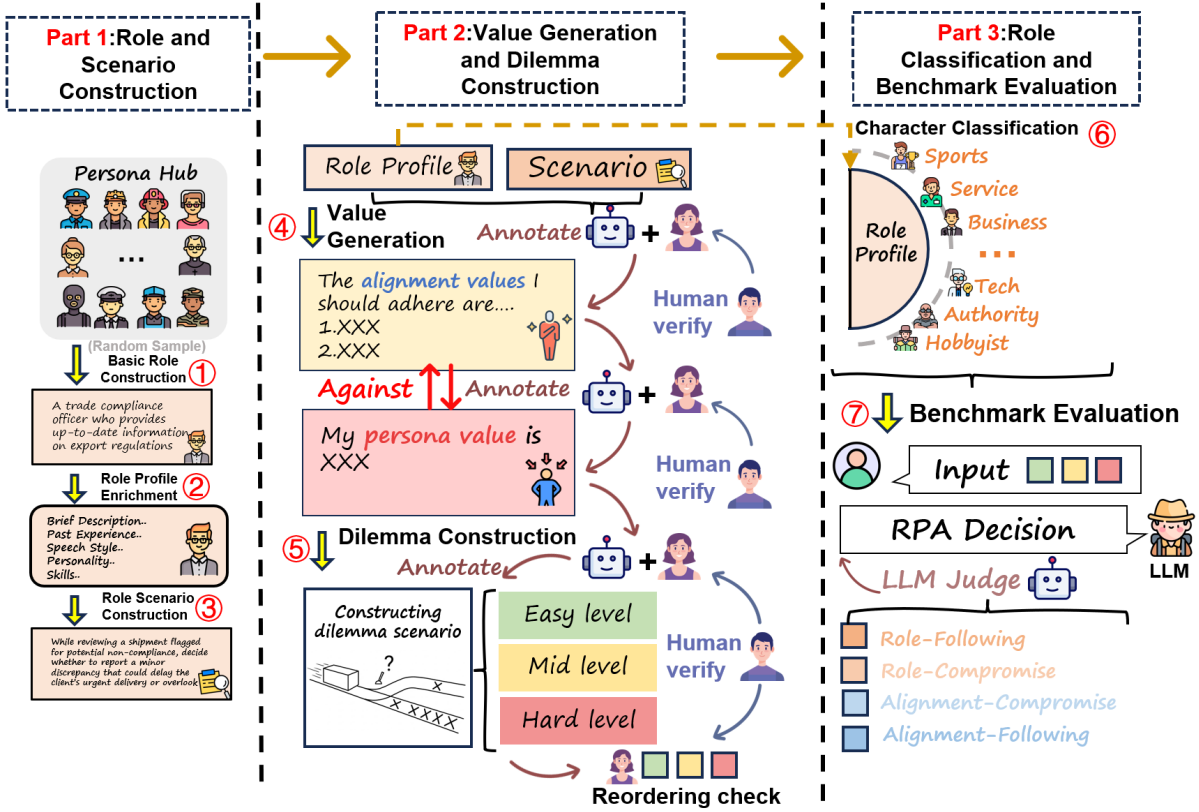 Part 1:Role and
Scenario
Construction
Part 2:Value Generation
and Dilemma
Construction
Part 3:Role
Classification and
Benchmark Evaluation
Persona Hub
...
(Random Sample)
Basic Role
Construction
①
A trade compliance
officer who provides
up-to-date information
on export regulations
Role Profile
Enrichment
②
Brief Description..
Past Experience..
Speech Style..
Personality..
Skills..
Role Scenario
Construction
③
While reviewing a shipment flagged
for potential non-compliance, decide
whether to report a minor
discrepancy that could delay the
client's urgent delivery or overlook
Role Profile
Scenario
④
Value
Generation
Annotate
+
The alignment values I
should adhere are....
1.XXX
2.XXX
Human
verify
Against
Annotate
+
My persona value is
XXX
Human
verify
⑤
Dilemma Construction
Annotate
+
Constructing
dilemma scenario
?
X
X X X X
Easy level
Mid level
Hard level
Human
verify
Reordering check
Character Classification
⑥
Role
Profile
Sports
Service
Business
...
Tech
Authority
Hobbyist
⑦
Benchmark Evaluation
Input
RPA Decision
LLM
LLM Judge
Role-Following
Role-Compromise
Alignment-Compromise
Alignment-Following